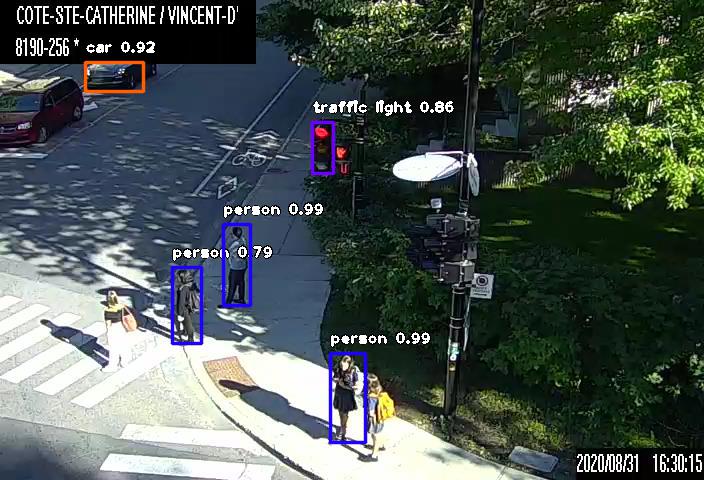 COTE-STE-CATHERINE / VINCENT-D'
8190-256 * car 0.92
traffic light 0.86
person 0.99
person 0.79
person 0.99
2020/08/31 16:30:15